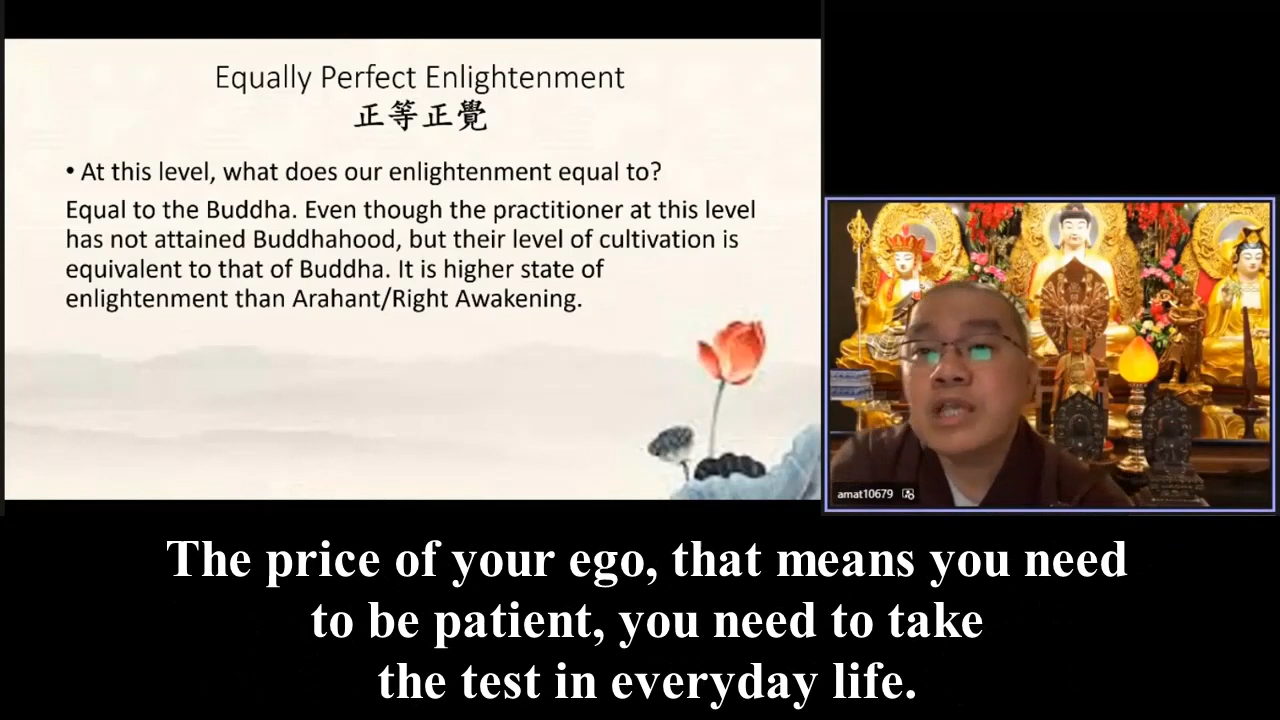 Equally Perfect Enlightenment
正等正覺
• At this level, what does our enlightenment equal to?
Equal to the Buddha. Even though the practitioner at this level
has not attained Buddhahood, but their level of cultivation is
equivalent to that of Buddha. It is higher state of
enlightenment than Arahant/Right Awakening.
amat10679
The price of your ego, that means you need
to be patient, you need to take
the test in everyday life.